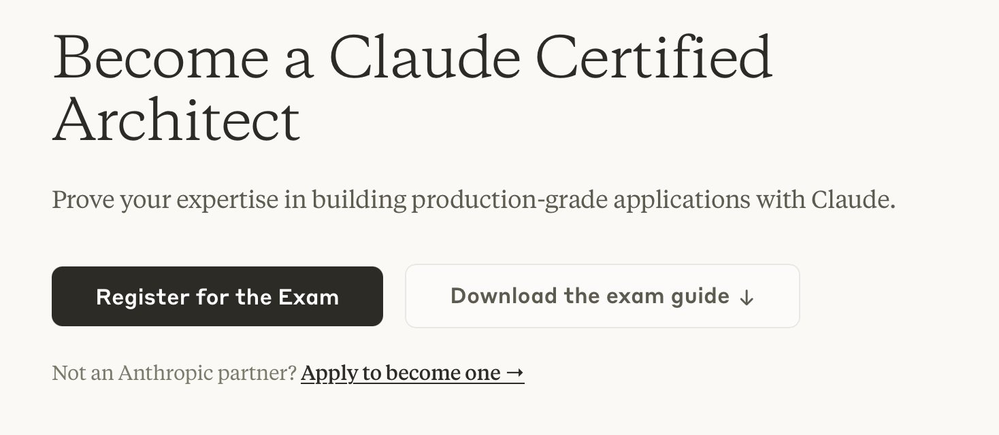 Become a Claude Certified
Architect
Prove your expertise in building production-grade applications with Claude.
Register for the Exam
Download the exam guide ↓
Not an Anthropic partner? Apply to become one →